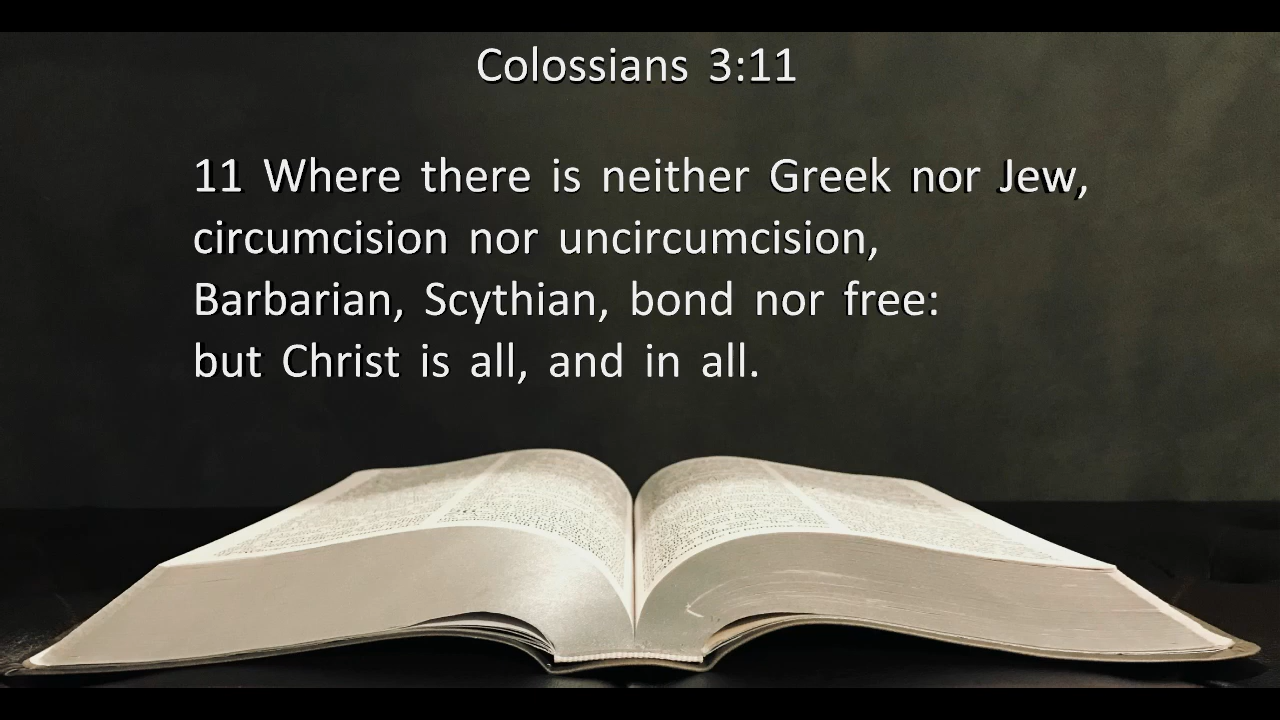 Colossians 3:11
11 Where there is neither Greek nor Jew,
circumcision nor uncircumcision,
Barbarian, Scythian, bond nor free:
but Christ is all, and in all.